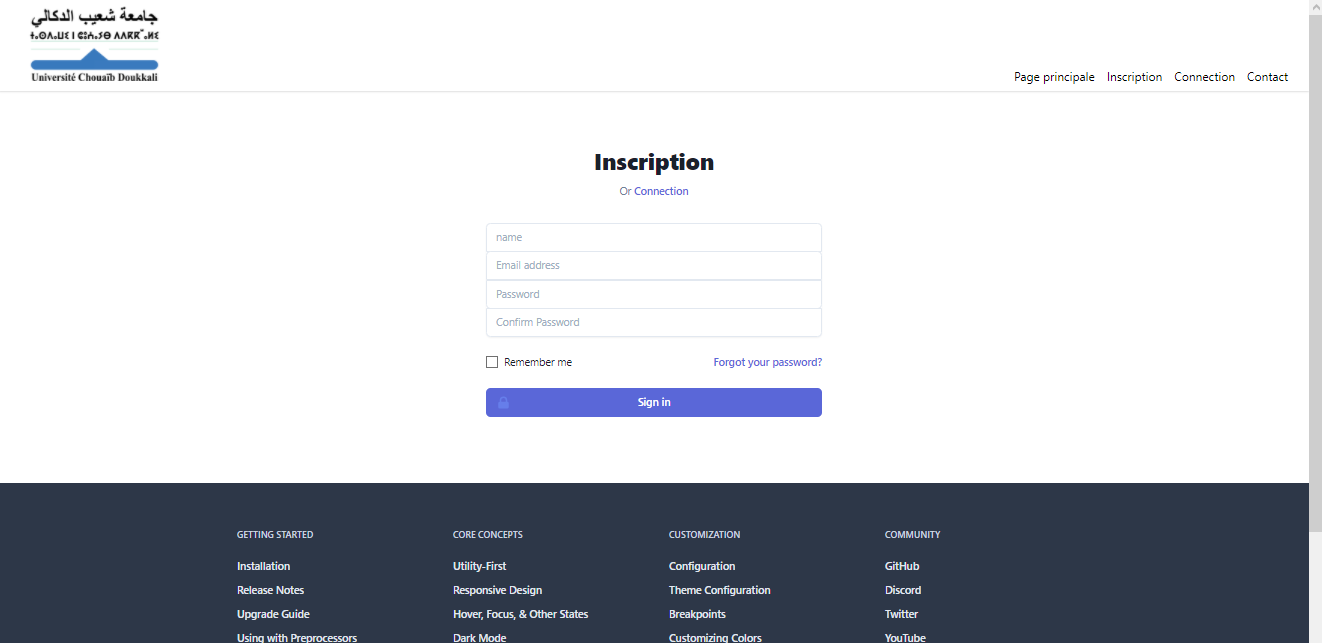 جامعة شعيب الدكالي
ⵜⴰⵙⴷⴰⵡⵉⵜ ⵏ ⵛⵓⵄⴰⵢⴱ ⴷⴷⵓⴽⴽⴰⵍⵉ
Université Chouaïb Doukkali
Page principale Inscription Connection Contact
Inscription
Or Connection
name
Email address
Password
Confirm Password
Remember me Forgot your password?
Sign in
GETTING STARTED CORE CONCEPTS CUSTOMIZATION COMMUNITY
Installation Utility-First Configuration GitHub
Release Notes Responsive Design Theme Configuration Discord
Upgrade Guide Hover, Focus, & Other States Breakpoints Twitter
Using with Preprocessors Dark Mode Customizing Colors YouTube